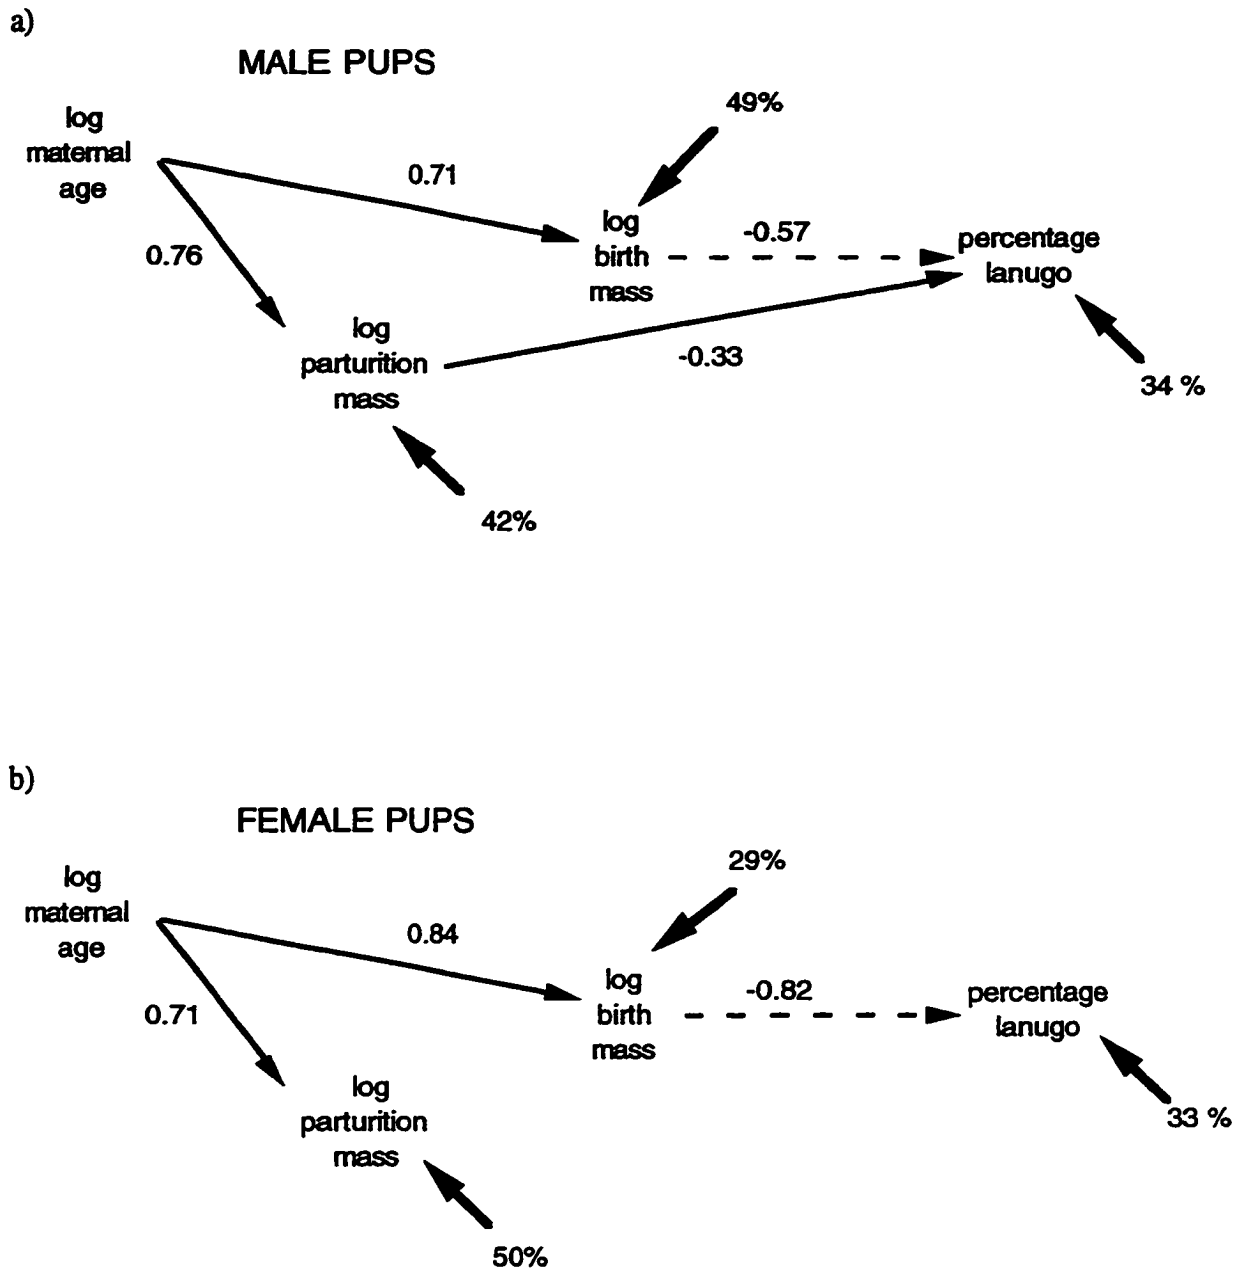 a)
MALE PUPS
log
maternal
age
49%
0.71
0.76
log
birth
mass
-0.57
percentage
lanugo
log
parturition
mass
-0.33
34 %
42%
b)
FEMALE PUPS
log
maternal
age
29%
0.84
0.71
log
birth
mass
-0.82
percentage
lanugo
log
parturition
mass
33 %
50%